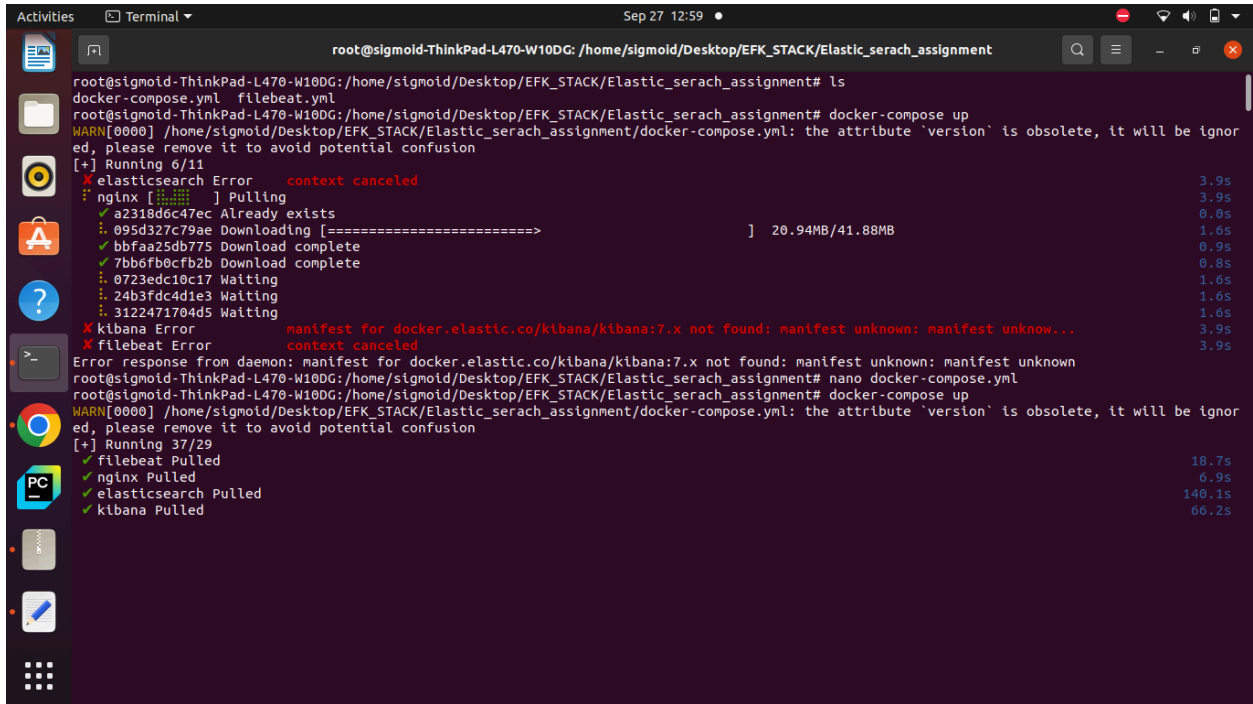 Activities Terminal Sep 27 12:59
root@sigmoid-ThinkPad-L470-W10DG: /home/sigmoid/Desktop/EFK_STACK/Elastic_serach_assignment
root@sigmoid-ThinkPad-L470-W10DG:/home/sigmoid/Desktop/EFK_STACK/Elastic_serach_assignment# ls
docker-compose.yml filebeat.yml
root@sigmoid-ThinkPad-L470-W10DG:/home/sigmoid/Desktop/EFK_STACK/Elastic_serach_assignment# docker-compose up
WARN[0000] /home/sigmoid/Desktop/EFK_STACK/Elastic_serach_assignment/docker-compose.yml: the attribute `version` is obsolete, it will be ignor
ed, please remove it to avoid potential confusion
[+] Running 6/11
✘ elasticsearch Error context canceled 3.9s
⠏ nginx [⣿⣿⣿ ] Pulling 3.9s
✔ a2318d6c47ec Already exists 0.0s
⠧ 095d327c79ae Downloading [=========================> ] 20.94MB/41.88MB 1.6s
✔ bbfaa25db775 Download complete 0.9s
✔ 7bb6fb0cfb2b Download complete 0.8s
⠧ 0723edc10c17 Waiting 1.6s
⠧ 24b3fdc4d1e3 Waiting 1.6s
⠧ 3122471704d5 Waiting 1.6s
✘ kibana Error manifest for docker.elastic.co/kibana/kibana:7.x not found: manifest unknown: manifest unknow... 3.9s
✘ filebeat Error context canceled 3.9s
Error response from daemon: manifest for docker.elastic.co/kibana/kibana:7.x not found: manifest unknown: manifest unknown
root@sigmoid-ThinkPad-L470-W10DG:/home/sigmoid/Desktop/EFK_STACK/Elastic_serach_assignment# nano docker-compose.yml
root@sigmoid-ThinkPad-L470-W10DG:/home/sigmoid/Desktop/EFK_STACK/Elastic_serach_assignment# docker-compose up
WARN[0000] /home/sigmoid/Desktop/EFK_STACK/Elastic_serach_assignment/docker-compose.yml: the attribute `version` is obsolete, it will be ignor
ed, please remove it to avoid potential confusion
[+] Running 37/29
✔ filebeat Pulled 18.7s
✔ nginx Pulled 6.9s
✔ elasticsearch Pulled 140.1s
✔ kibana Pulled 66.2s
PC